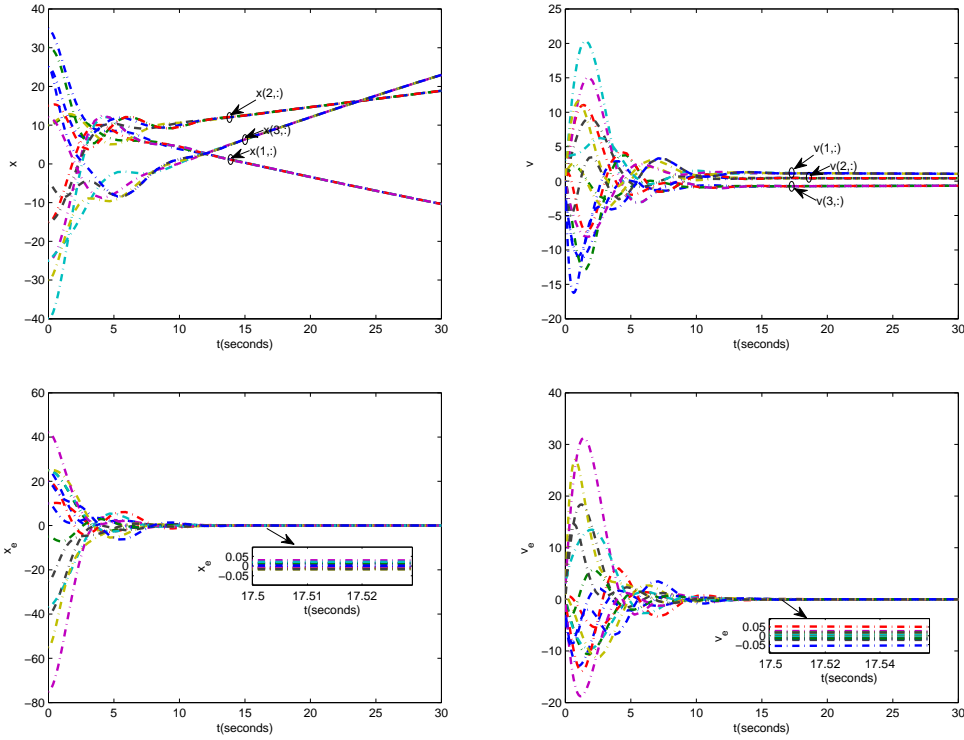 40
30
20
10
0
−10
−20
−30
−40
x
0 5 10 15 20 25 30
t(seconds)
x(2,:)
x(3,:)
x(1,:)
25
20
15
10
5
0
−5
−10
−15
−20
v
0 5 10 15 20 25 30
t(seconds)
v(1,:)
v(2,:)
v(3,:)
60
40
20
0
−20
−40
−60
−80
x_e
0 5 10 15 20 25 30
t(seconds)
0.05
0
−0.05
x_e
17.5 17.51 17.52
t(seconds)
40
30
20
10
0
−10
−20
v_e
0 5 10 15 20 25 30
t(seconds)
0.05
0
−0.05
v_e
17.5 17.52 17.54
t(seconds)